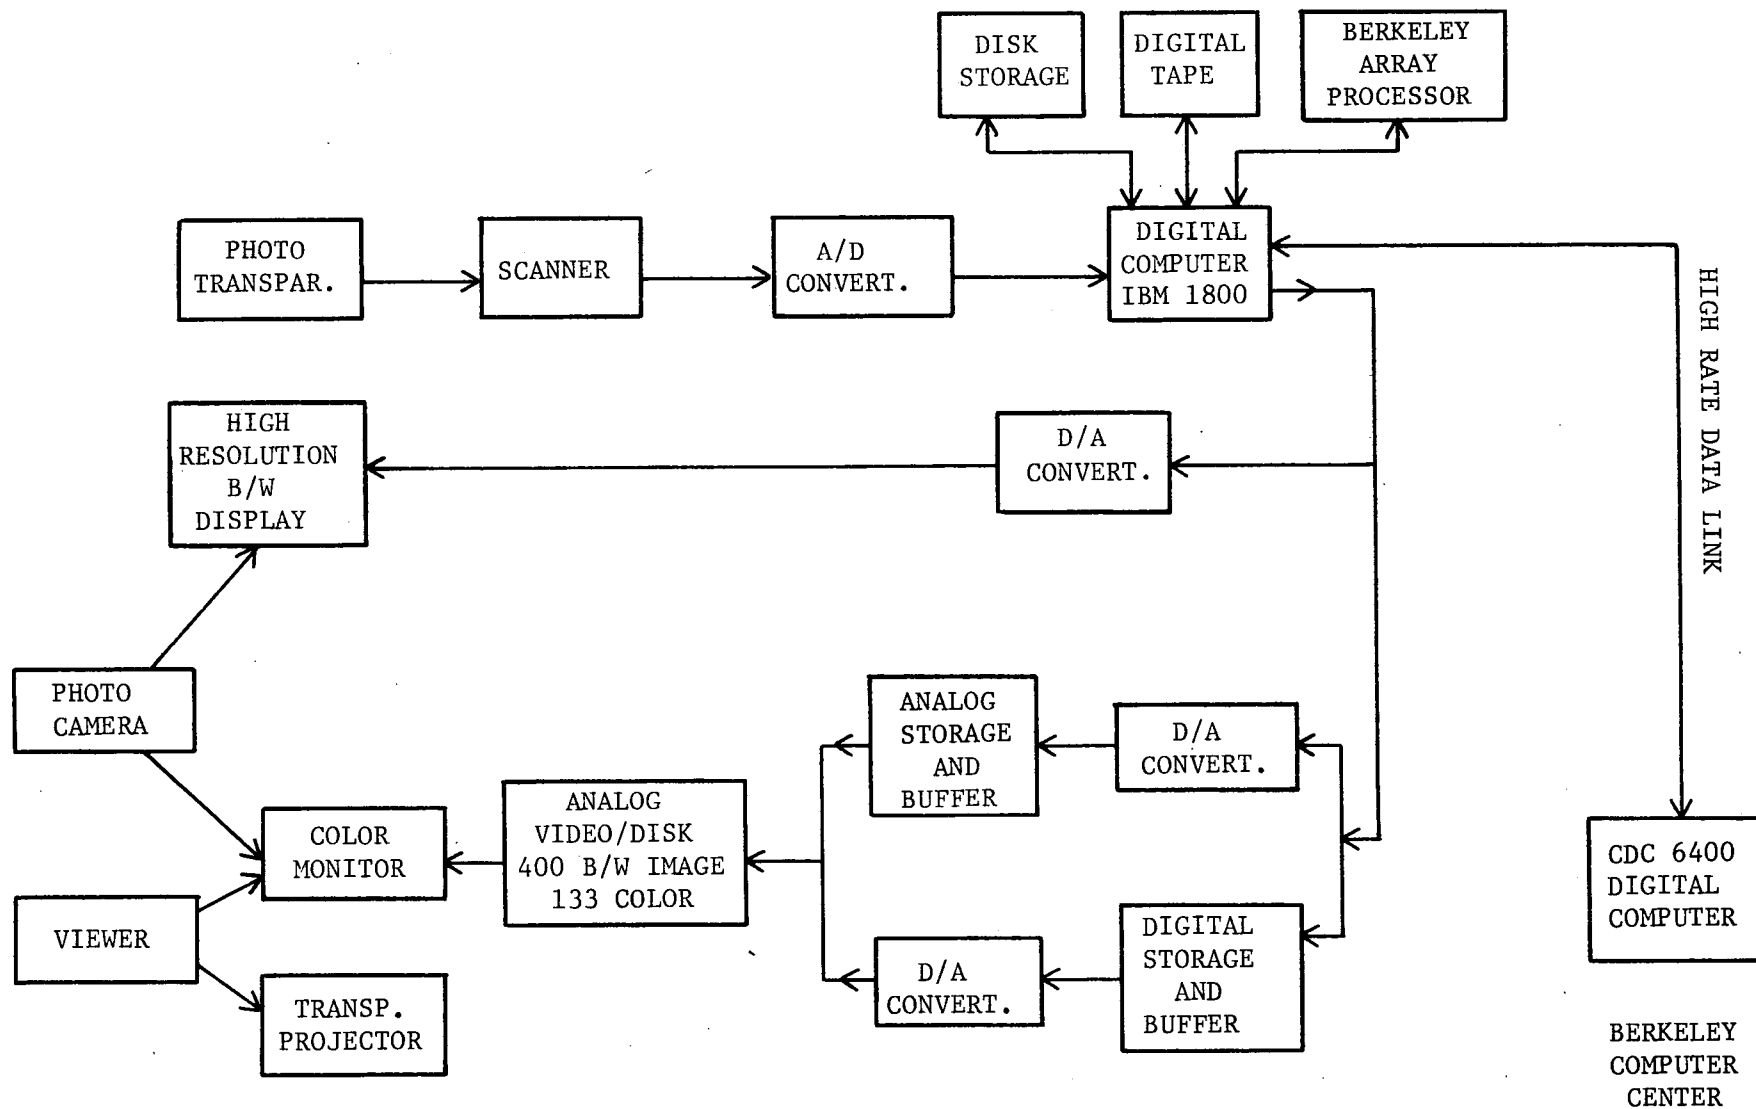 DISK
STORAGE
DIGITAL
TAPE
BERKELEY
ARRAY
PROCESSOR
PHOTO
TRANSPAR.
SCANNER
A/D
CONVERT.
DIGITAL
COMPUTER
IBM 1800
HIGH RATE DATA LINK
HIGH
RESOLUTION
B/W
DISPLAY
D/A
CONVERT.
PHOTO
CAMERA
ANALOG
STORAGE
AND
BUFFER
D/A
CONVERT.
COLOR
MONITOR
ANALOG
VIDEO/DISK
400 B/W IMAGE
133 COLOR
CDC 6400
DIGITAL
COMPUTER
VIEWER
D/A
CONVERT.
DIGITAL
STORAGE
AND
BUFFER
TRANSP.
PROJECTOR
BERKELEY
COMPUTER
CENTER